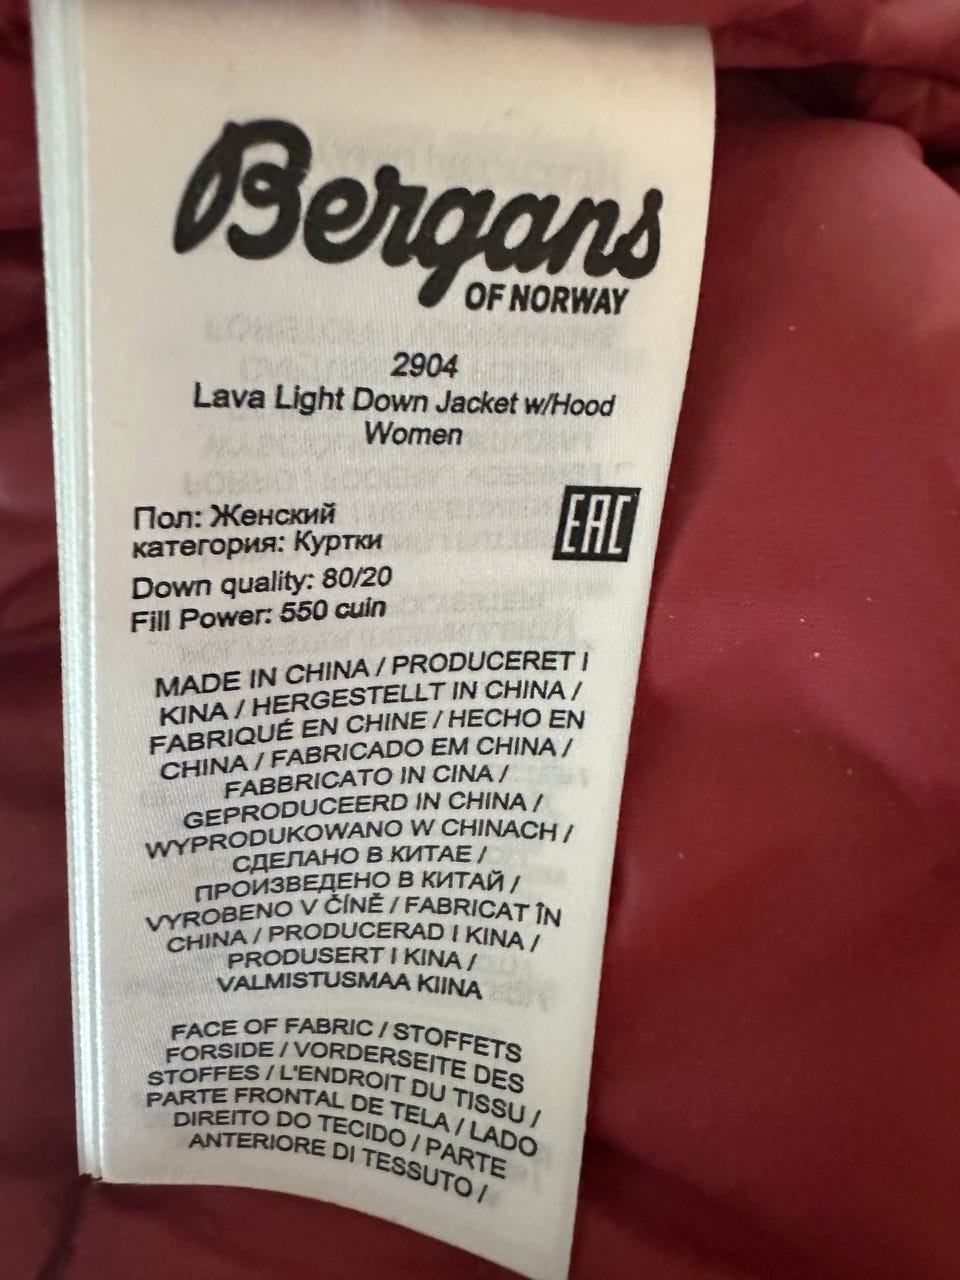 Bergans
OF NORWAY
2904
Lava Light Down Jacket w/Hood
Women
Пол: Женский
категория: Куртки
EAC
Down quality: 80/20
Fill Power: 550 cuin
MADE IN CHINA / PRODUCERET I
KINA / HERGESTELLT IN CHINA /
FABRIQUÉ EN CHINE / HECHO EN
CHINA / FABRICADO EM CHINA /
FABBRICATO IN CINA /
GEPRODUCEERD IN CHINA /
WYPRODUKOWANO W CHINACH /
СДЕЛАНО В КИТАЕ /
ПРОИЗВЕДЕНО В КИТАЙ /
VYROBENO V ČÍNĚ / FABRICAT ÎN
CHINA / PRODUCERAD I KINA /
PRODUSERT I KINA /
VALMISTUSMAA KIINA
FACE OF FABRIC / STOFFETS
FORSIDE / VORDERSEITE DES
STOFFES / L'ENDROIT DU TISSU /
PARTE FRONTAL DE TELA / LADO
DIREITO DO TECIDO / PARTE
ANTERIORE DI TESSUTO /